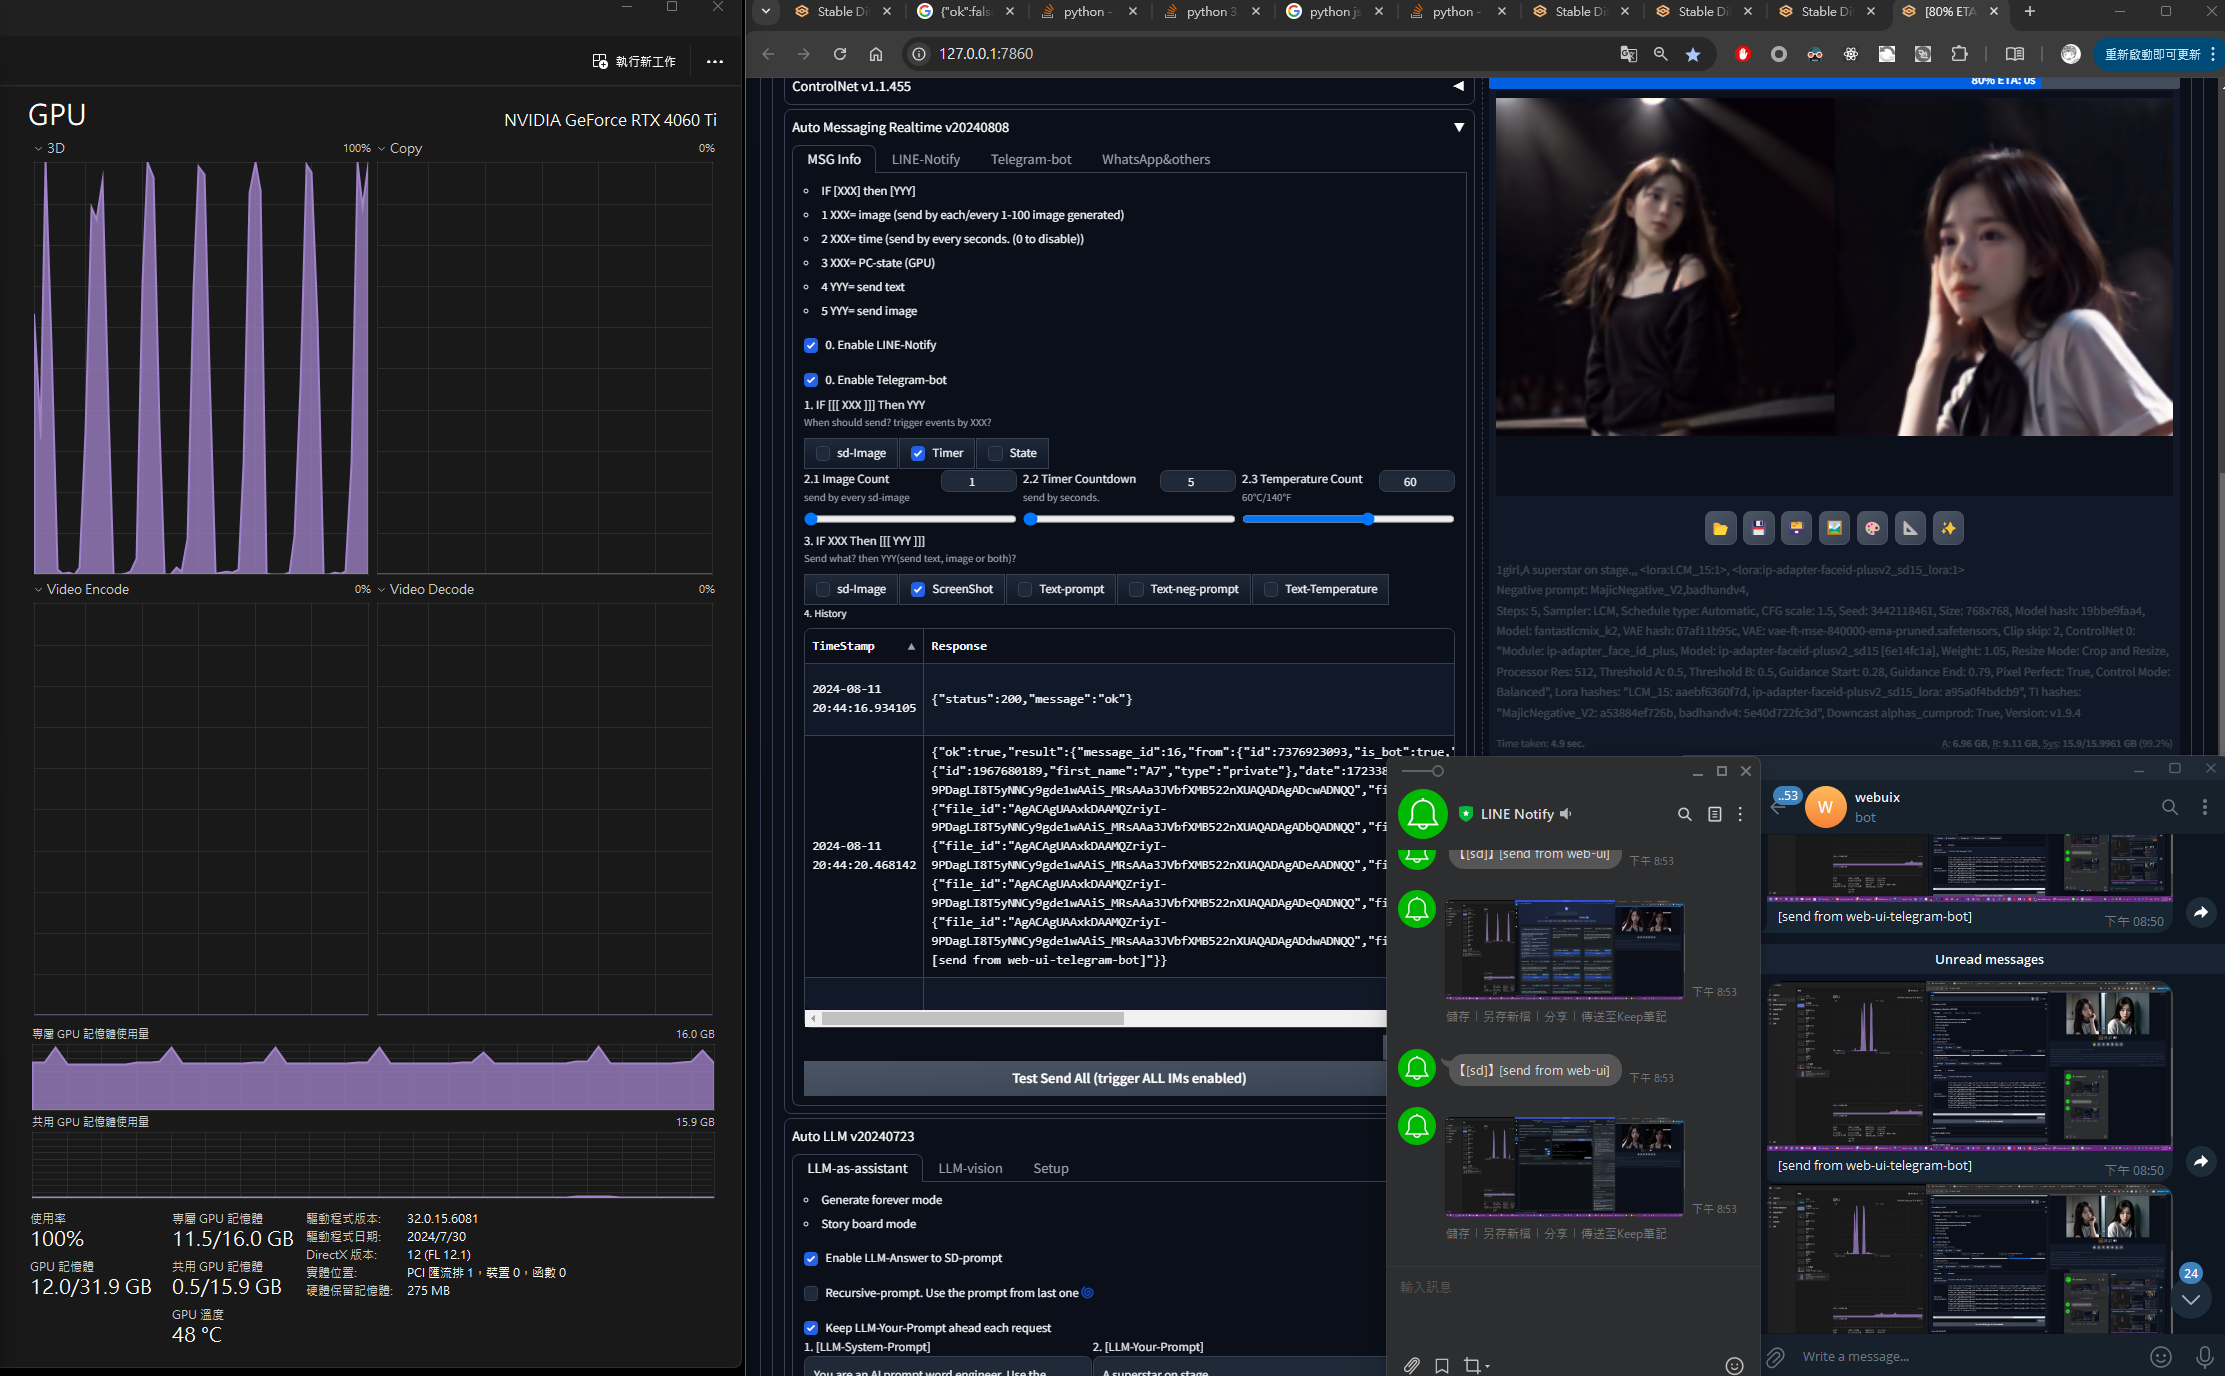 執行新工作
GPU
NVIDIA GeForce RTX 4060 Ti
3D
100%
Copy
0%
Video Encode
0%
Video Decode
0%
專屬 GPU 記憶體使用量
16.0 GB
共用 GPU 記憶體使用量
15.9 GB
使用率
100%
專屬 GPU 記憶體
11.5/16.0 GB
GPU 記憶體
12.0/31.9 GB
共用 GPU 記憶體
0.5/15.9 GB
GPU 溫度
48 °C
驅動程式版本: 32.0.15.6081
驅動程式日期: 2024/7/30
DirectX 版本: 12 (FL 12.1)
實體位置: PCI 匯流排 1，裝置 0，函數 0
硬體保留記憶體: 275 MB
Stable Di
{"ok":fals
python -
python 3
python js
python -
Stable Di
Stable Di
Stable Di
[80% ETA
127.0.0.1:7860
重新啟動即可更新
ControlNet v1.1.455
Auto Messaging Realtime v20240808
MSG Info
LINE-Notify
Telegram-bot
WhatsApp&others
IF [XXX] then [YYY]
1 XXX= image (send by each/every 1-100 image generated)
2 XXX= time (send by every seconds. (0 to disable))
3 XXX= PC-state (GPU)
4 YYY= send text
5 YYY= send image
0. Enable LINE-Notify
0. Enable Telegram-bot
1. IF [[[ XXX ]]] Then YYY
When should send? trigger events by XXX?
sd-Image
Timer
State
2.1 Image Count
send by every sd-image
1
2.2 Timer Countdown
send by seconds.
5
2.3 Temperature Count
60°C/140°F
60
3. IF XXX Then [[[ YYY ]]]
Send what? then YYY(send text, image or both)?
sd-Image
ScreenShot
Text-prompt
Text-neg-prompt
Text-Temperature
4. History
TimeStamp
Response
2024-08-11
20:44:16.934105
{"status":200,"message":"ok"}
2024-08-11
20:44:20.468142
{"ok":true,"result":{"message_id":16,"from":{"id":7376923093,"is_bot":true,"
{"id":1967680189,"first_name":"A7","type":"private"},"date":172338
9PDagLI8T5yNNCy9gde1wAAiS_MRsAAa3JVbfXMB522nXUAQADAgADcwADNQQ","fi
{"file_id":"AgACAgUAAxkDAAMQZriyI-
9PDagLI8T5yNNCy9gde1wAAiS_MRsAAa3JVbfXMB522nXUAQADAgADbQADNQQ","fi
{"file_id":"AgACAgUAAxkDAAMQZriyI-
9PDagLI8T5yNNCy9gde1wAAiS_MRsAAa3JVbfXMB522nXUAQADAgADeAADNQQ","fi
{"file_id":"AgACAgUAAxkDAAMQZriyI-
9PDagLI8T5yNNCy9gde1wAAiS_MRsAAa3JVbfXMB522nXUAQADAgADeQADNQQ","fi
{"file_id":"AgACAgUAAxkDAAMQZriyI-
9PDagLI8T5yNNCy9gde1wAAiS_MRsAAa3JVbfXMB522nXUAQADAgADdwADNQQ","fi
[send from web-ui-telegram-bot]"}}
Test Send All (trigger ALL IMs enabled)
Auto LLM v20240723
LLM-as-assistant
LLM-vision
Setup
Generate forever mode
Story board mode
Enable LLM-Answer to SD-prompt
Recursive-prompt. Use the prompt from last one
Keep LLM-Your-Prompt ahead each request
1. [LLM-System-Prompt]
2. [LLM-Your-Prompt]
You are an AI prompt word engineer. Use the
A superstar on stage.
80% ETA: 0s
1girl,A superstar on stage.,, <lora:LCM_15:1>, <lora:ip-adapter-faceid-plusv2_sd15_lora:1>
Negative prompt: MajicNegative_V2,badhandv4,
Steps: 5, Sampler: LCM, Schedule type: Automatic, CFG scale: 1.5, Seed: 3442118461, Size: 768x768, Model hash: 19bbe9faa4,
Model: fantasticmix_k2, VAE hash: 07af11b95c, VAE: vae-ft-mse-840000-ema-pruned.safetensors, Clip skip: 2, ControlNet 0:
"Module: ip-adapter_face_id_plus, Model: ip-adapter-faceid-plusv2_sd15 [6e14fc1a], Weight: 1.05, Resize Mode: Crop and Resize,
Processor Res: 512, Threshold A: 0.5, Threshold B: 0.5, Guidance Start: 0.28, Guidance End: 0.79, Pixel Perfect: True, Control Mode:
Balanced", Lora hashes: "LCM_15: aaebf6360f7d, ip-adapter-faceid-plusv2_sd15_lora: a95a0f4bdcb9", TI hashes:
"MajicNegative_V2: a53884ef726b, badhandv4: 5e40d722fc3d", Downcast alphas_cumprod: True, Version: v1.9.4
Time taken: 4.9 sec.
A: 6.96 GB, R: 9.11 GB, Sys: 15.9/15.9961 GB (99.2%)
LINE Notify
【[sd]】[send from web-ui]
下午 8:53
下午 8:53
儲存 | 另存新檔 | 分享 | 傳送至Keep筆記
【[sd]】[send from web-ui]
下午 8:53
下午 8:53
儲存 | 另存新檔 | 分享 | 傳送至Keep筆記
輸入訊息
..53
W
webuix
bot
[send from web-ui-telegram-bot]
下午 08:50
Unread messages
[send from web-ui-telegram-bot]
下午 08:50
24
Write a message...